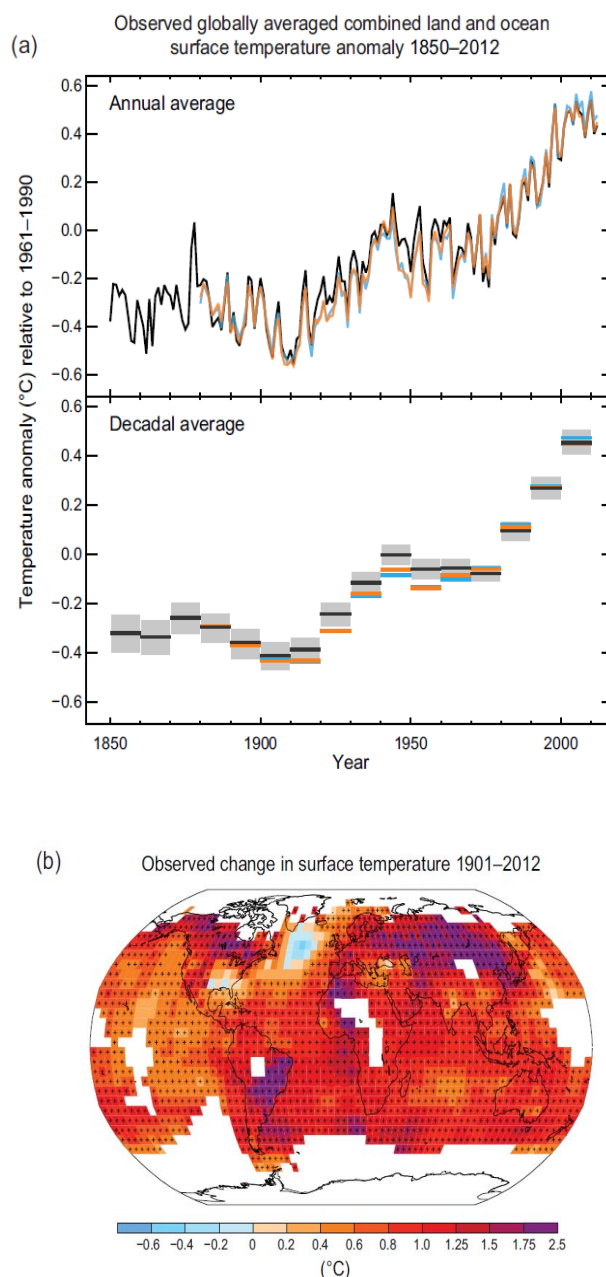 Observed globally averaged combined land and ocean
surface temperature anomaly 1850–2012
(a)
Annual average
0.6
0.4
0.2
0.0
−0.2
−0.4
−0.6
Temperature anomaly (°C) relative to 1961–1990
Decadal average
0.6
0.4
0.2
0.0
−0.2
−0.4
−0.6
1850 1900 1950 2000
Year
(b)
Observed change in surface temperature 1901–2012
−0.6 −0.4 −0.2 0 0.2 0.4 0.6 0.8 1.0 1.25 1.5 1.75 2.5
(°C)